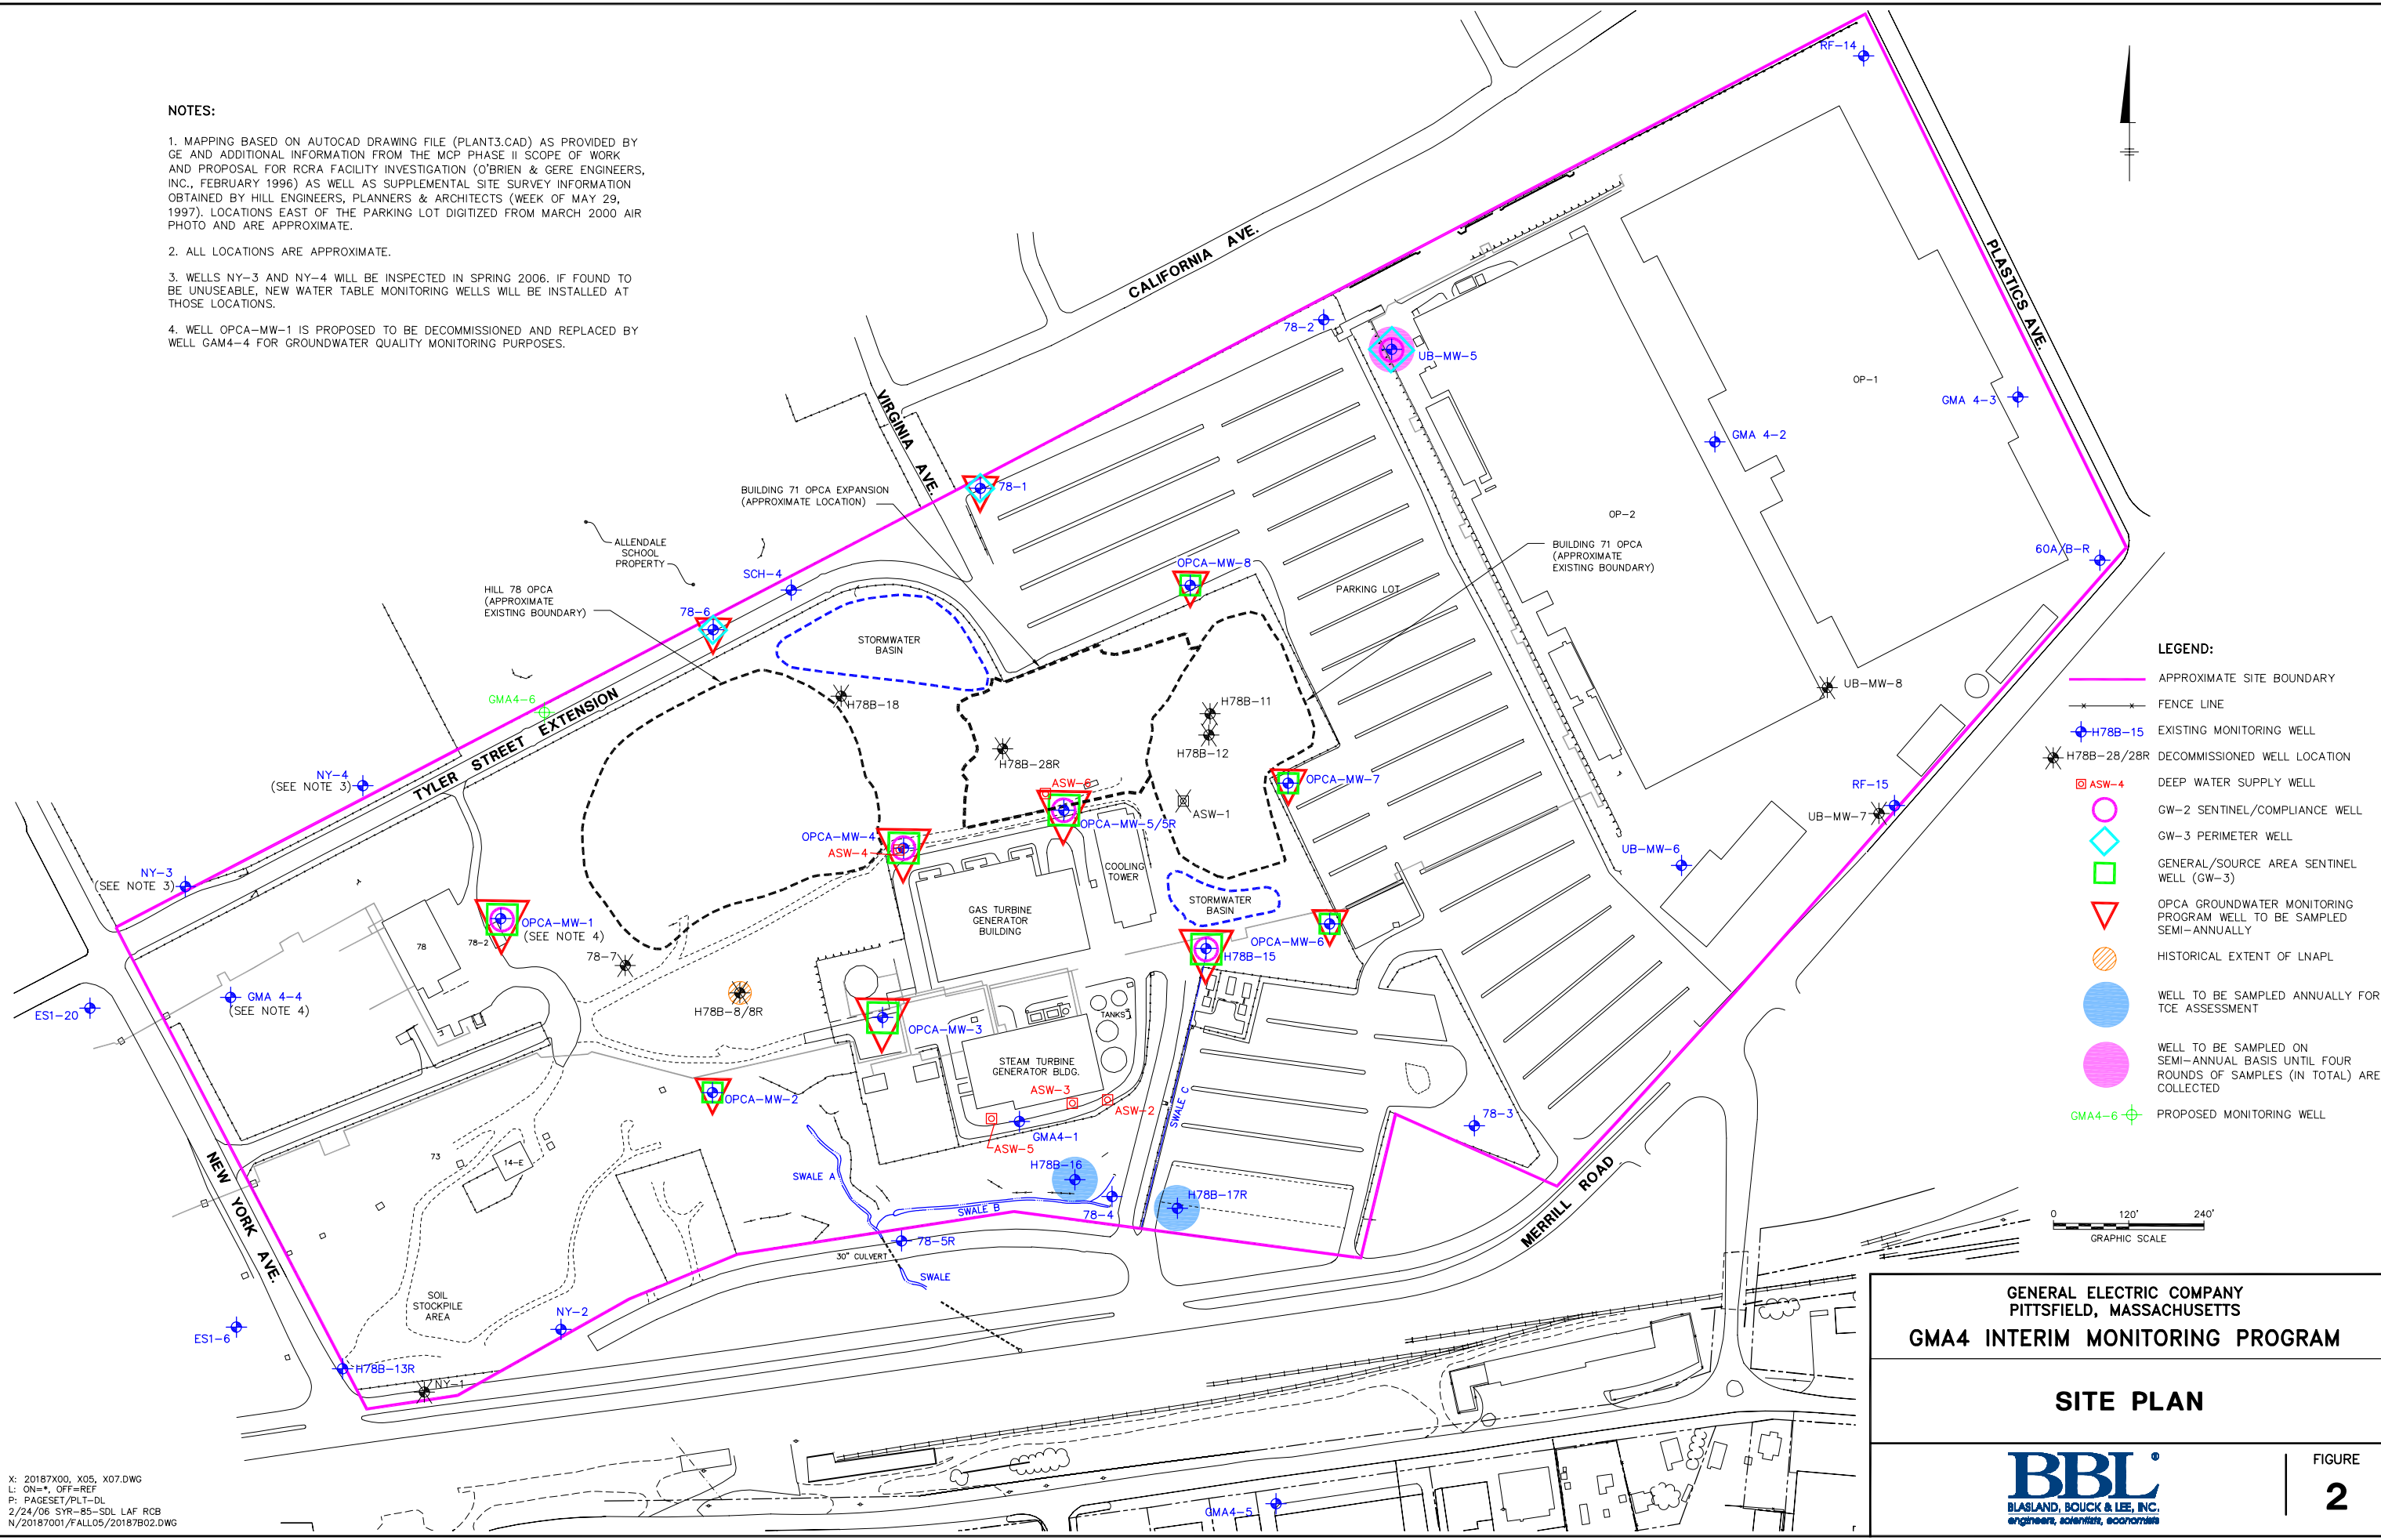 NOTES:
1. MAPPING BASED ON AUTOCAD DRAWING FILE (PLANT3.CAD) AS PROVIDED BY
GE AND ADDITIONAL INFORMATION FROM THE MCP PHASE II SCOPE OF WORK
AND PROPOSAL FOR RCRA FACILITY INVESTIGATION (O'BRIEN & GERE ENGINEERS,
INC., FEBRUARY 1996) AS WELL AS SUPPLEMENTAL SITE SURVEY INFORMATION
OBTAINED BY HILL ENGINEERS, PLANNERS & ARCHITECTS (WEEK OF MAY 29,
1997). LOCATIONS EAST OF THE PARKING LOT DIGITIZED FROM MARCH 2000 AIR
PHOTO AND ARE APPROXIMATE.
2. ALL LOCATIONS ARE APPROXIMATE.
3. WELLS NY-3 AND NY-4 WILL BE INSPECTED IN SPRING 2006. IF FOUND TO
BE UNUSEABLE, NEW WATER TABLE MONITORING WELLS WILL BE INSTALLED AT
THOSE LOCATIONS.
4. WELL OPCA-MW-1 IS PROPOSED TO BE DECOMMISSIONED AND REPLACED BY
WELL GAM4-4 FOR GROUNDWATER QUALITY MONITORING PURPOSES.
RF-14
CALIFORNIA AVE.
PLASTICS AVE.
78-2
UB-MW-5
OP-1
GMA 4-3
GMA 4-2
VIRGINIA AVE.
BUILDING 71 OPCA EXPANSION
(APPROXIMATE LOCATION)
78-1
OP-2
ALLENDALE
SCHOOL
PROPERTY
BUILDING 71 OPCA
(APPROXIMATE
EXISTING BOUNDARY)
60A/B-R
SCH-4
OPCA-MW-8
PARKING LOT
HILL 78 OPCA
(APPROXIMATE
EXISTING BOUNDARY)
78-6
STORMWATER
BASIN
GMA4-6
H78B-18
H78B-11
H78B-12
H78B-28R
UB-MW-8
TYLER STREET EXTENSION
NY-4
(SEE NOTE 3)
ASW-6
OPCA-MW-7
RF-15
UB-MW-7
ASW-1
OPCA-MW-5/5R
OPCA-MW-4
ASW-4
UB-MW-6
COOLING
TOWER
NY-3
(SEE NOTE 3)
STORMWATER
BASIN
GAS TURBINE
GENERATOR
BUILDING
OPCA-MW-1
(SEE NOTE 4)
78
78-2
OPCA-MW-6
H78B-15
78-7
GMA 4-4
(SEE NOTE 4)
ES1-20
H78B-8/8R
OPCA-MW-3
TANKS
STEAM TURBINE
GENERATOR BLDG.
OPCA-MW-2
ASW-3
ASW-2
SWALE C
78-3
GMA4-1
ASW-5
73
14-E
NEW YORK AVE.
SWALE A
H78B-16
H78B-17R
SWALE B
78-4
MERRILL ROAD
78-5R
30" CULVERT
SWALE
SOIL
STOCKPILE
AREA
NY-2
ES1-6
H78B-13R
NY-1
GMA4-5
LEGEND:
APPROXIMATE SITE BOUNDARY
FENCE LINE
H78B-15 EXISTING MONITORING WELL
H78B-28/28R DECOMMISSIONED WELL LOCATION
ASW-4 DEEP WATER SUPPLY WELL
GW-2 SENTINEL/COMPLIANCE WELL
GW-3 PERIMETER WELL
GENERAL/SOURCE AREA SENTINEL
WELL (GW-3)
OPCA GROUNDWATER MONITORING
PROGRAM WELL TO BE SAMPLED
SEMI-ANNUALLY
HISTORICAL EXTENT OF LNAPL
WELL TO BE SAMPLED ANNUALLY FOR
TCE ASSESSMENT
WELL TO BE SAMPLED ON
SEMI-ANNUAL BASIS UNTIL FOUR
ROUNDS OF SAMPLES (IN TOTAL) ARE
COLLECTED
GMA4-6 PROPOSED MONITORING WELL
0 120' 240'
GRAPHIC SCALE
GENERAL ELECTRIC COMPANY
PITTSFIELD, MASSACHUSETTS
GMA4 INTERIM MONITORING PROGRAM
SITE PLAN
BBL®
BLASLAND, BOUCK & LEE, INC.
engineers, scientists, economists
FIGURE
2
X: 20187X00, X05, X07.DWG
L: ON=*, OFF=REF
P: PAGESET/PLT-DL
2/24/06 SYR-85-SDL LAF RCB
N/20187001/FALL05/20187B02.DWG